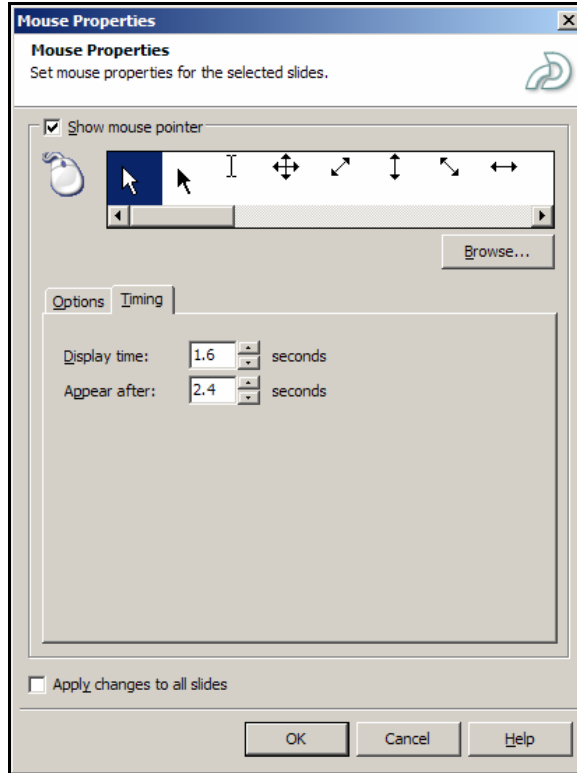 Mouse Properties
Mouse Properties
Set mouse properties for the selected slides.
Show mouse pointer
Browse...
Options Timing
Display time: 1.6 seconds
Appear after: 2.4 seconds
Apply changes to all slides
OK Cancel Help